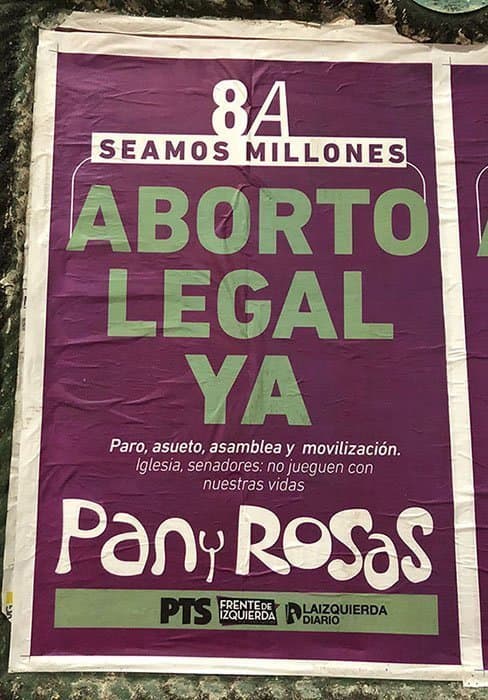 8A
SEAMOS MILLONES
ABORTO
LEGAL
YA
Paro, asueto, asamblea y movilización.
Iglesia, senadores: no jueguen con
nuestras vidas
Pan y Rosas
PTS FRENTE DE IZQUIERDA LAIZQUIERDA DIARIO